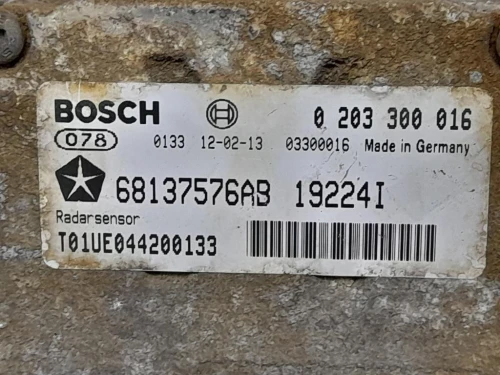 BOSCH 0 203 300 016
078 0133 12-02-13 03300016 Made in Germany
68137576AB 19224I
Radarsensor
T01UE044200133